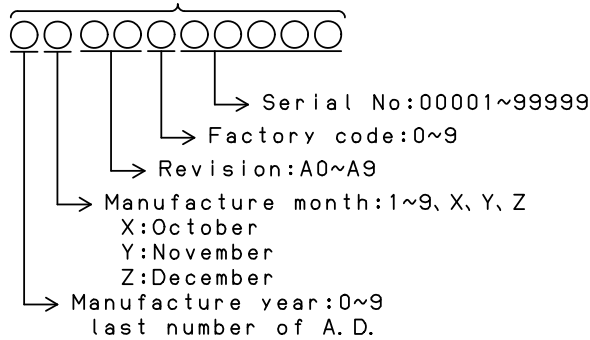 Serial No:00001~99999
Factory code:0~9
Revision:A0~A9
Manufacture month:1~9、X、Y、Z
X:October
Y:November
Z:December
Manufacture year:0~9
last number of A.D.